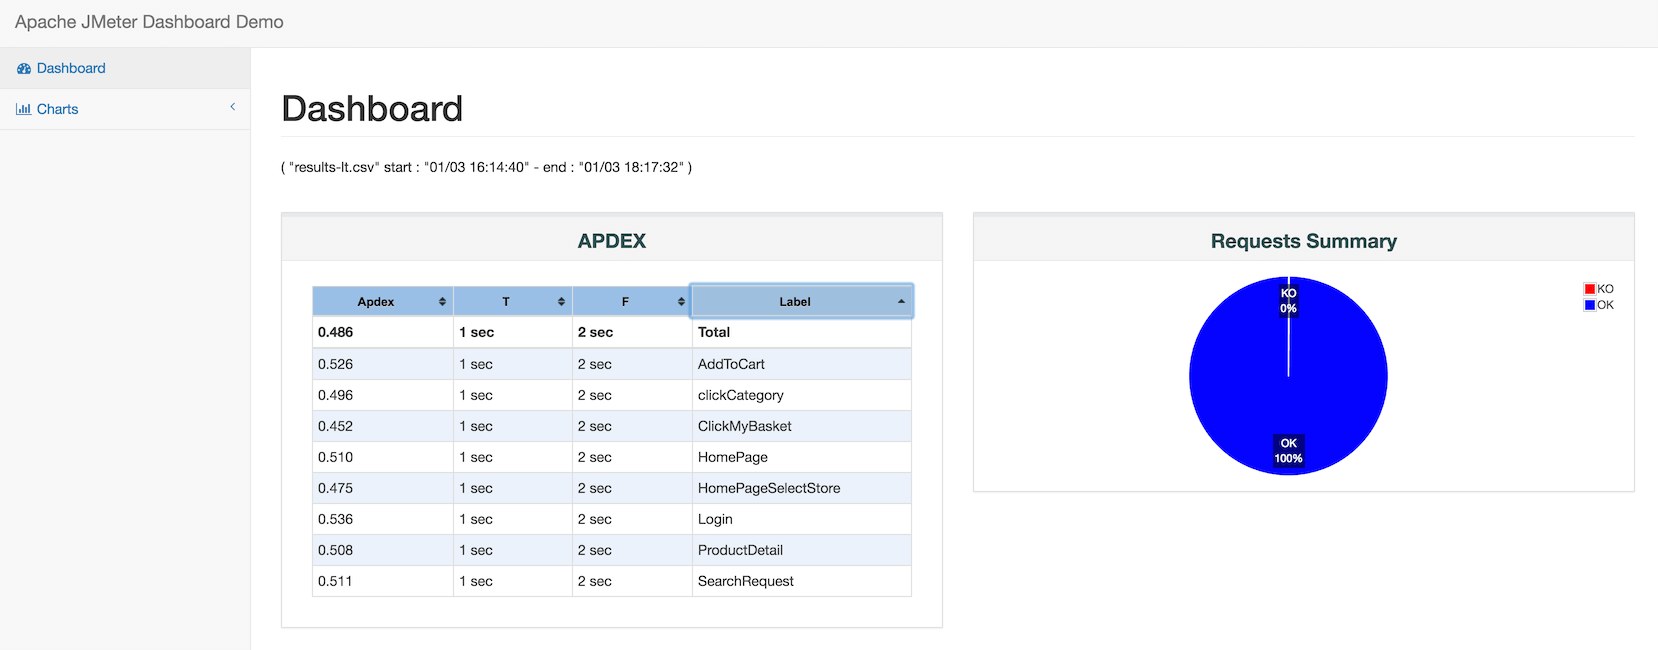 Apache JMeter Dashboard Demo
Dashboard
Charts
Dashboard
( "results-lt.csv" start : "01/03 16:14:40" - end : "01/03 18:17:32" )
APDEX
Apdex T F Label
0.486 1 sec 2 sec Total
0.526 1 sec 2 sec AddToCart
0.496 1 sec 2 sec clickCategory
0.452 1 sec 2 sec ClickMyBasket
0.510 1 sec 2 sec HomePage
0.475 1 sec 2 sec HomePageSelectStore
0.536 1 sec 2 sec Login
0.508 1 sec 2 sec ProductDetail
0.511 1 sec 2 sec SearchRequest
Requests Summary
KO
0%
OK
100%
KO
OK